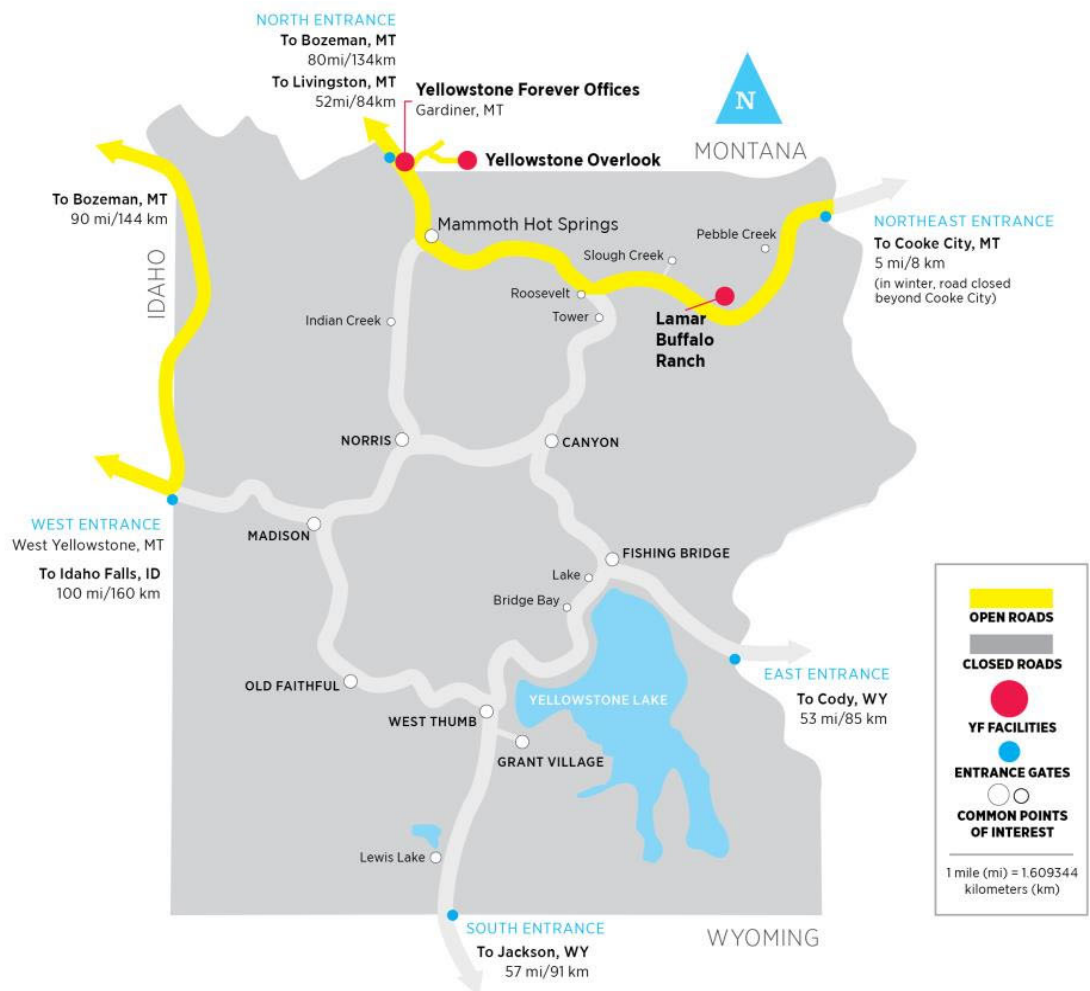 NORTH ENTRANCE
To Bozeman, MT
80mi/134km
To Livingston, MT
52mi/84km
Yellowstone Forever Offices
Gardiner, MT
N
MONTANA
Yellowstone Overlook
To Bozeman, MT
90 mi/144 km
IDAHO
Mammoth Hot Springs
Pebble Creek
Slough Creek
NORTHEAST ENTRANCE
To Cooke City, MT
5 mi/8 km
(in winter, road closed
beyond Cooke City)
Roosevelt
Tower
Indian Creek
Lamar
Buffalo
Ranch
NORRIS
CANYON
WEST ENTRANCE
West Yellowstone, MT
To Idaho Falls, ID
100 mi/160 km
MADISON
FISHING BRIDGE
Lake
Bridge Bay
OLD FAITHFUL
WEST THUMB
YELLOWSTONE LAKE
GRANT VILLAGE
EAST ENTRANCE
To Cody, WY
53 mi/85 km
Lewis Lake
SOUTH ENTRANCE
To Jackson, WY
57 mi/91 km
WYOMING
OPEN ROADS
CLOSED ROADS
YF FACILITIES
ENTRANCE GATES
COMMON POINTS
OF INTEREST
1 mile (mi) = 1.609344
kilometers (km)